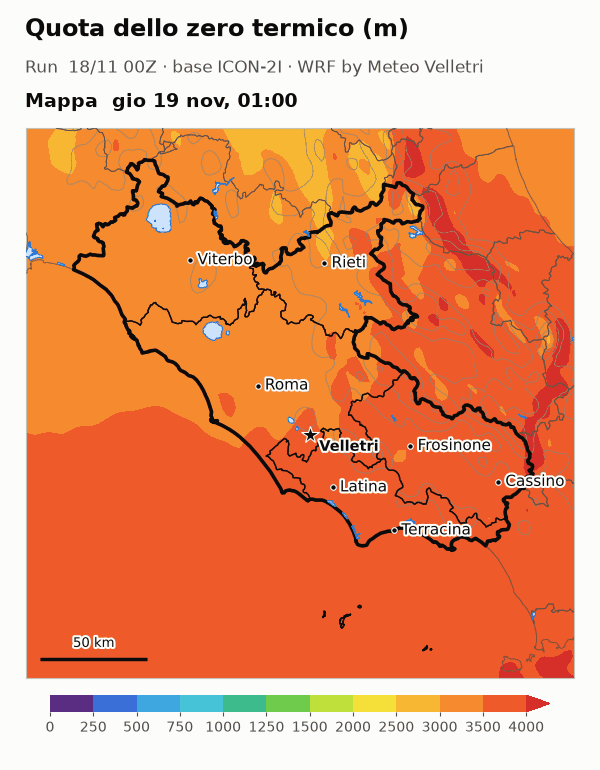 Quota dello zero termico (m)
Run  18/11 00Z · base ICON-2I · WRF by Meteo Velletri
Mappa  gio 19 nov, 01:00
Viterbo
Rieti
Roma
Velletri
Frosinone
Latina
Cassino
Terracina
50 km
0 250 500 750 1000 1250 1500 2000 2500 3000 3500 4000